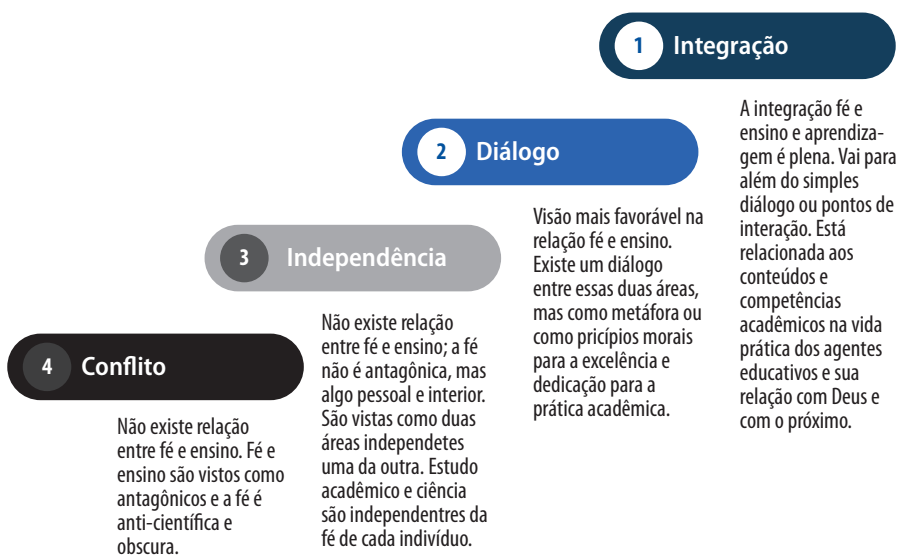 1 Integração
A integração fé e
ensino e aprendiza-
gem é plena. Vai para
além do simples
diálogo ou pontos de
interação. Está
relacionada aos
conteúdos e
competências
acadêmicos na vida
prática dos agentes
educativos e sua
relação com Deus e
com o próximo.
2 Diálogo
Visão mais favorável na
relação fé e ensino.
Existe um diálogo
entre essas duas áreas,
mas como metáfora ou
como pricípios morais
para a excelência e
dedicação para a
prática acadêmica.
3 Independência
Não existe relação
entre fé e ensino; a fé
não é antagônica, mas
algo pessoal e interior.
São vistas como duas
áreas independetes
uma da outra. Estudo
acadêmico e ciência
são independentres da
fé de cada indivíduo.
4 Conflito
Não existe relação
entre fé e ensino. Fé e
ensino são vistos como
antagônicos e a fé é
anti-científica e
obscura.